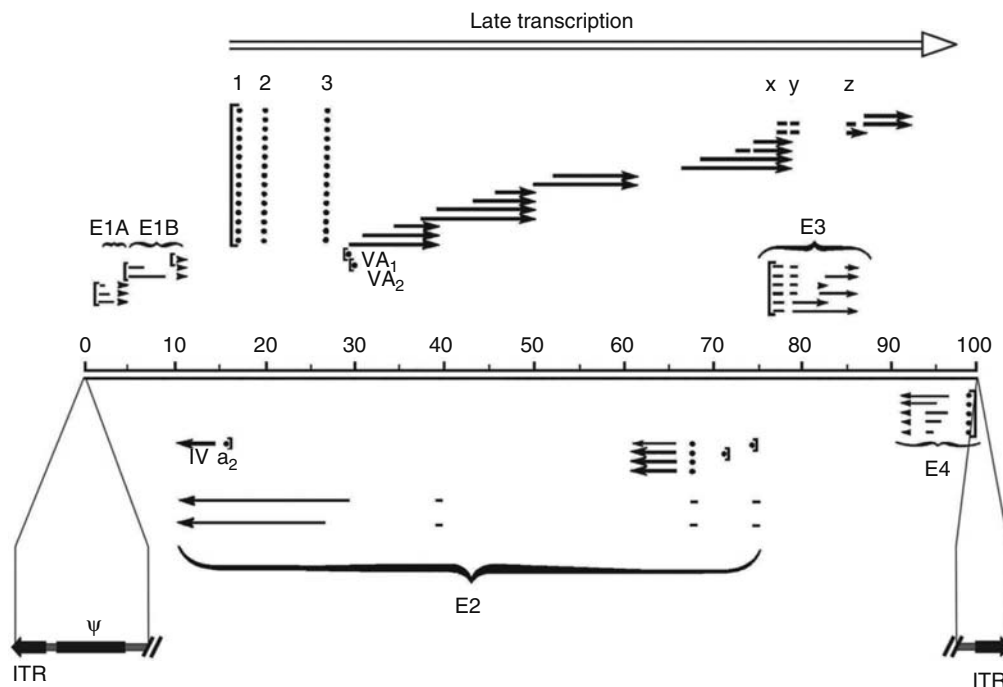 Late transcription
1 2 3 x y z
E1A E1B
E3
VA1
VA2
0 10 20 30 40 50 60 70 80 90 100
IV a2
E4
E2
ψ
ITR
ITR